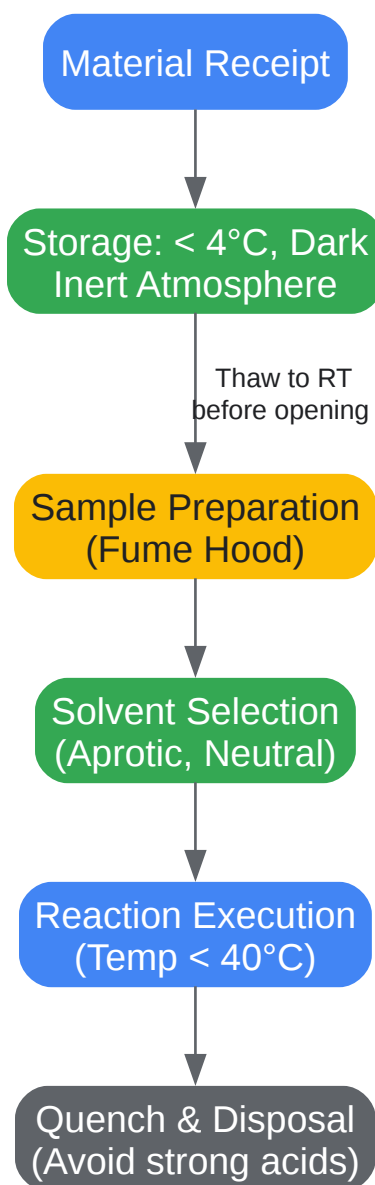 Material Receipt
Storage: < 4°C, Dark
Inert Atmosphere
Thaw to RT
before opening
Sample Preparation
(Fume Hood)
Solvent Selection
(Aprotic, Neutral)
Reaction Execution
(Temp < 40°C)
Quench & Disposal
(Avoid strong acids)